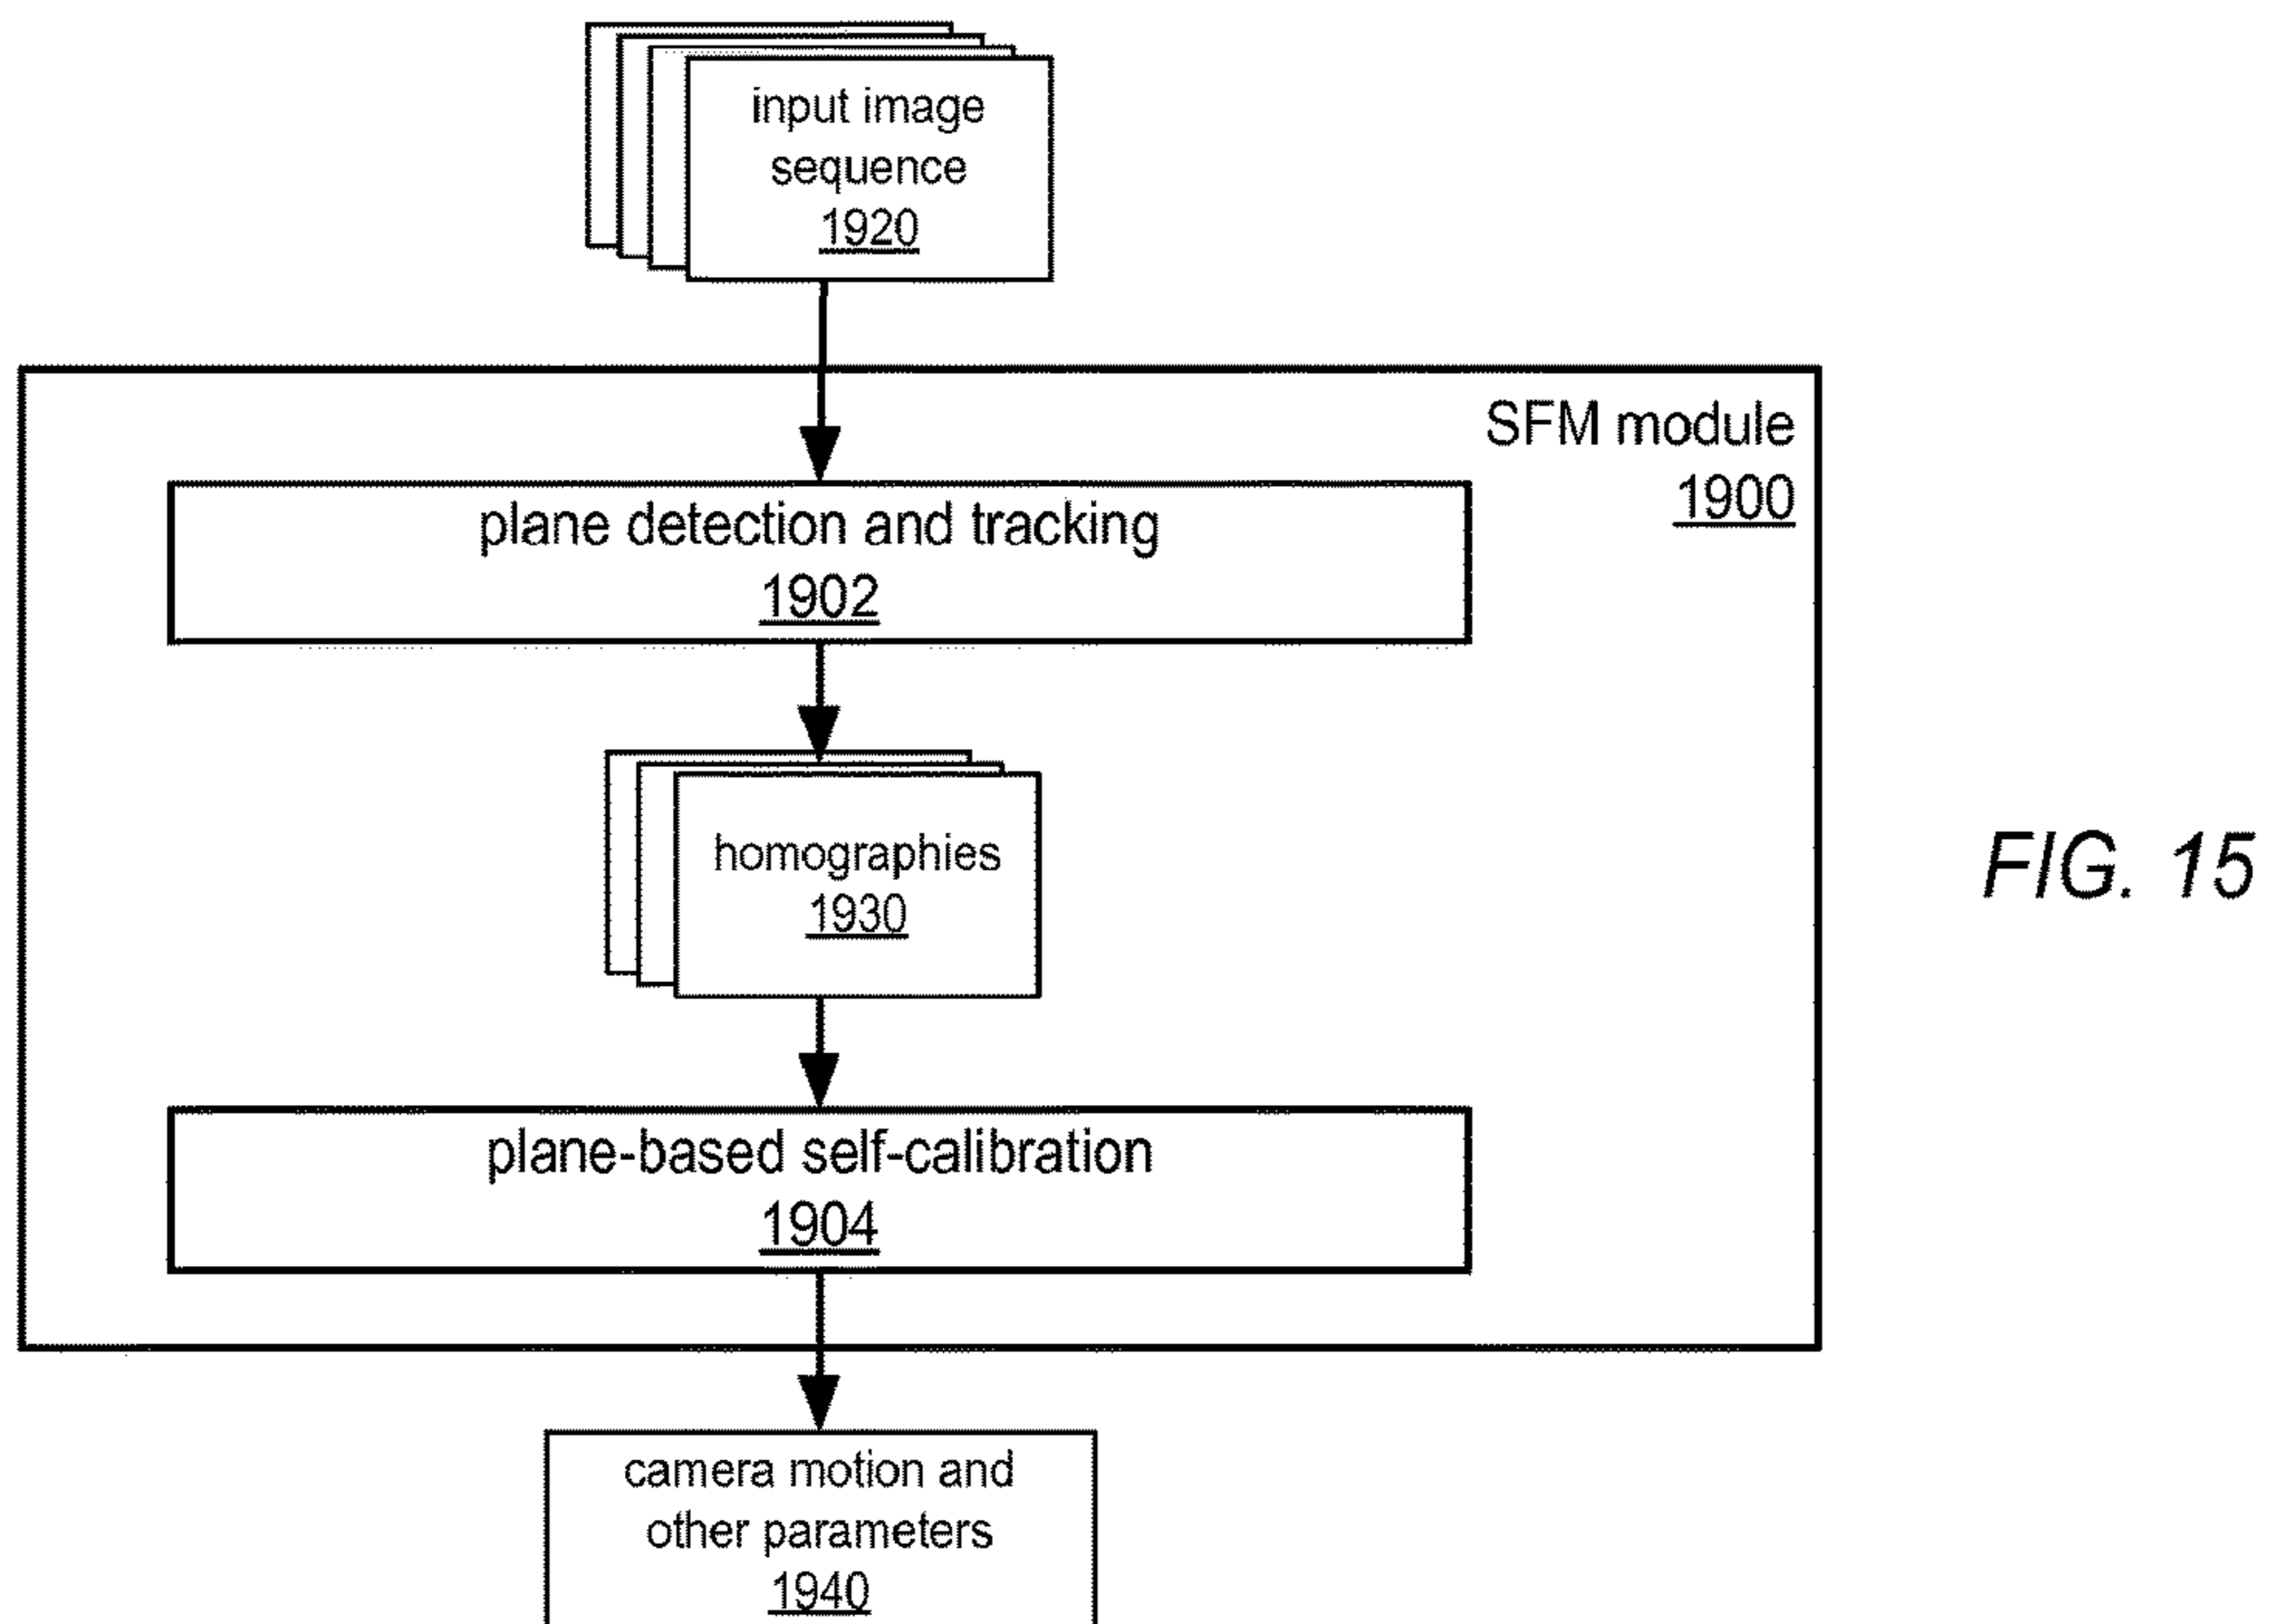 input image
sequence
1920
SFM module
1900
plane detection and tracking
1902
homographies
1930
FIG. 15
plane-based self-calibration
1904
camera motion and
other parameters
1940